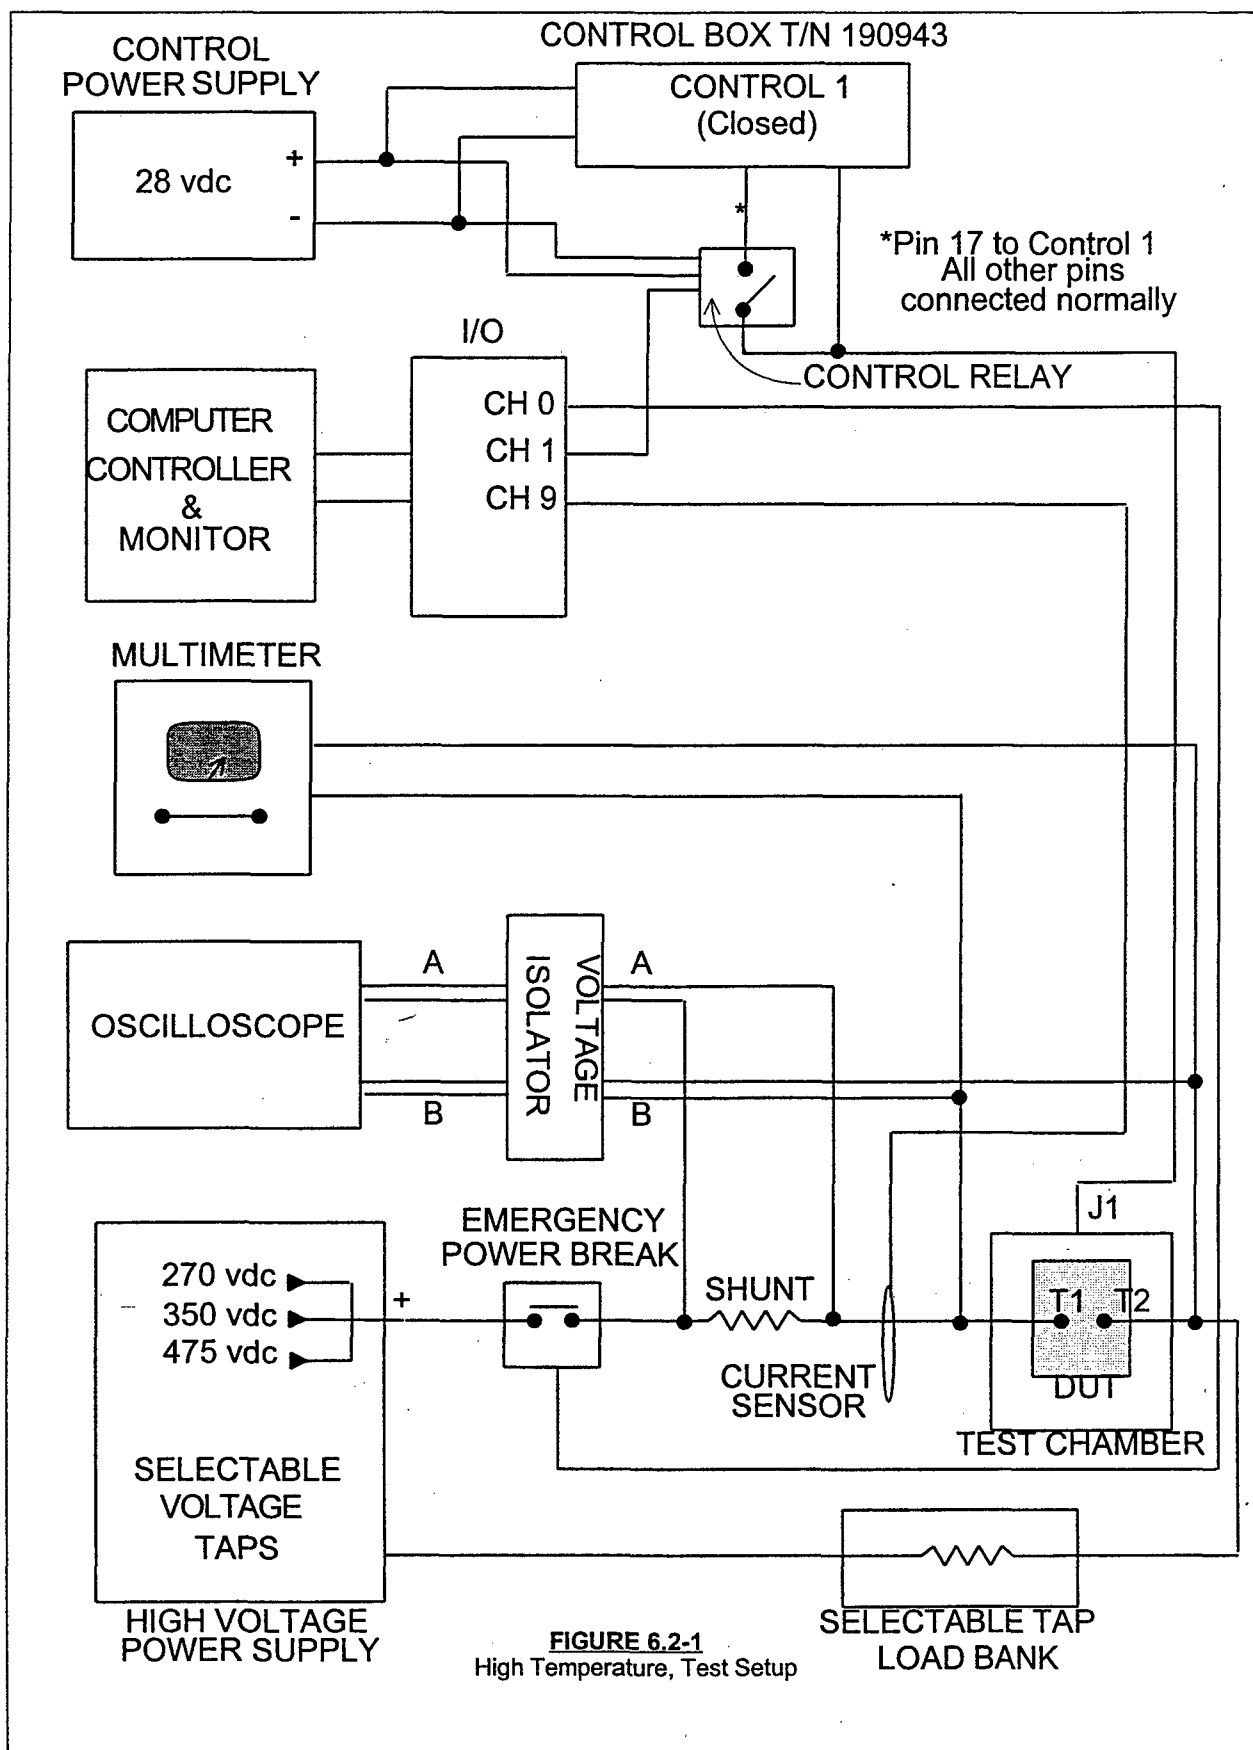 CONTROL BOX T/N 190943
CONTROL
POWER SUPPLY
CONTROL 1
(Closed)
28 vdc
+
-
*
*Pin 17 to Control 1
All other pins
connected normally
CONTROL RELAY
I/O
CH 0
CH 1
CH 9
COMPUTER
CONTROLLER
&
MONITOR
MULTIMETER
OSCILLOSCOPE
A
B
VOLTAGE
ISOLATOR
A
B
J1
EMERGENCY
POWER BREAK
270 vdc
350 vdc
475 vdc
+
SHUNT
T1 T2
CURRENT
SENSOR
DUT
TEST CHAMBER
SELECTABLE
VOLTAGE
TAPS
HIGH VOLTAGE
POWER SUPPLY
SELECTABLE TAP
LOAD BANK
FIGURE 6.2-1
High Temperature, Test Setup